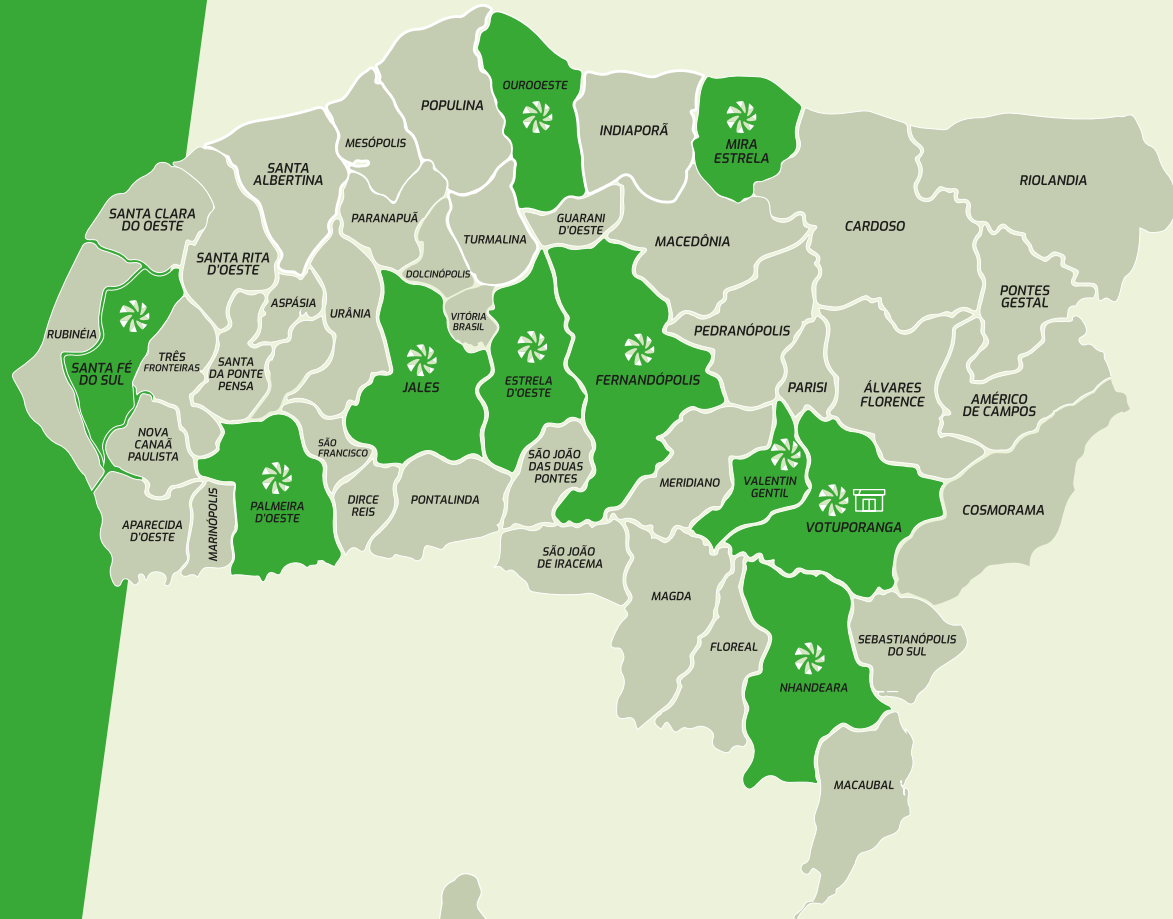 OUROOESTE
POPULINA
INDIAPORÃ
MESÓPOLIS
MIRA
ESTRELA
SANTA
ALBERTINA
RIOLANDIA
SANTA CLARA
DO OESTE
PARANAPUÃ
GUARANI
D'OESTE
CARDOSO
TURMALINA
MACEDÔNIA
SANTA RITA
D'OESTE
DOLCINÓPOLIS
PONTES
GESTAL
ASPÁSIA
URÂNIA
VITÓRIA
BRASIL
RUBINÉIA
PEDRANÓPOLIS
SANTA FÉ
DO SUL
TRÊS
FRONTEIRAS
SANTA
DA PONTE
PENSA
JALES
ESTRELA
D'OESTE
FERNANDÓPOLIS
PARISI
ÁLVARES
FLORENCE
AMÉRICO
DE CAMPOS
NOVA
CANAÃ
PAULISTA
SÃO
FRANCISCO
SÃO JOÃO
DAS DUAS
PONTES
MERIDIANO
VALENTIN
GENTIL
PALMEIRA
D'OESTE
DIRCE
REIS
PONTALINDA
COSMORAMA
APARECIDA
D'OESTE
MARINÓPOLIS
VOTUPORANGA
SÃO JOÃO
DE IRACEMA
MAGDA
FLOREAL
SEBASTIANÓPOLIS
DO SUL
NHANDEARA
MACAUBAL